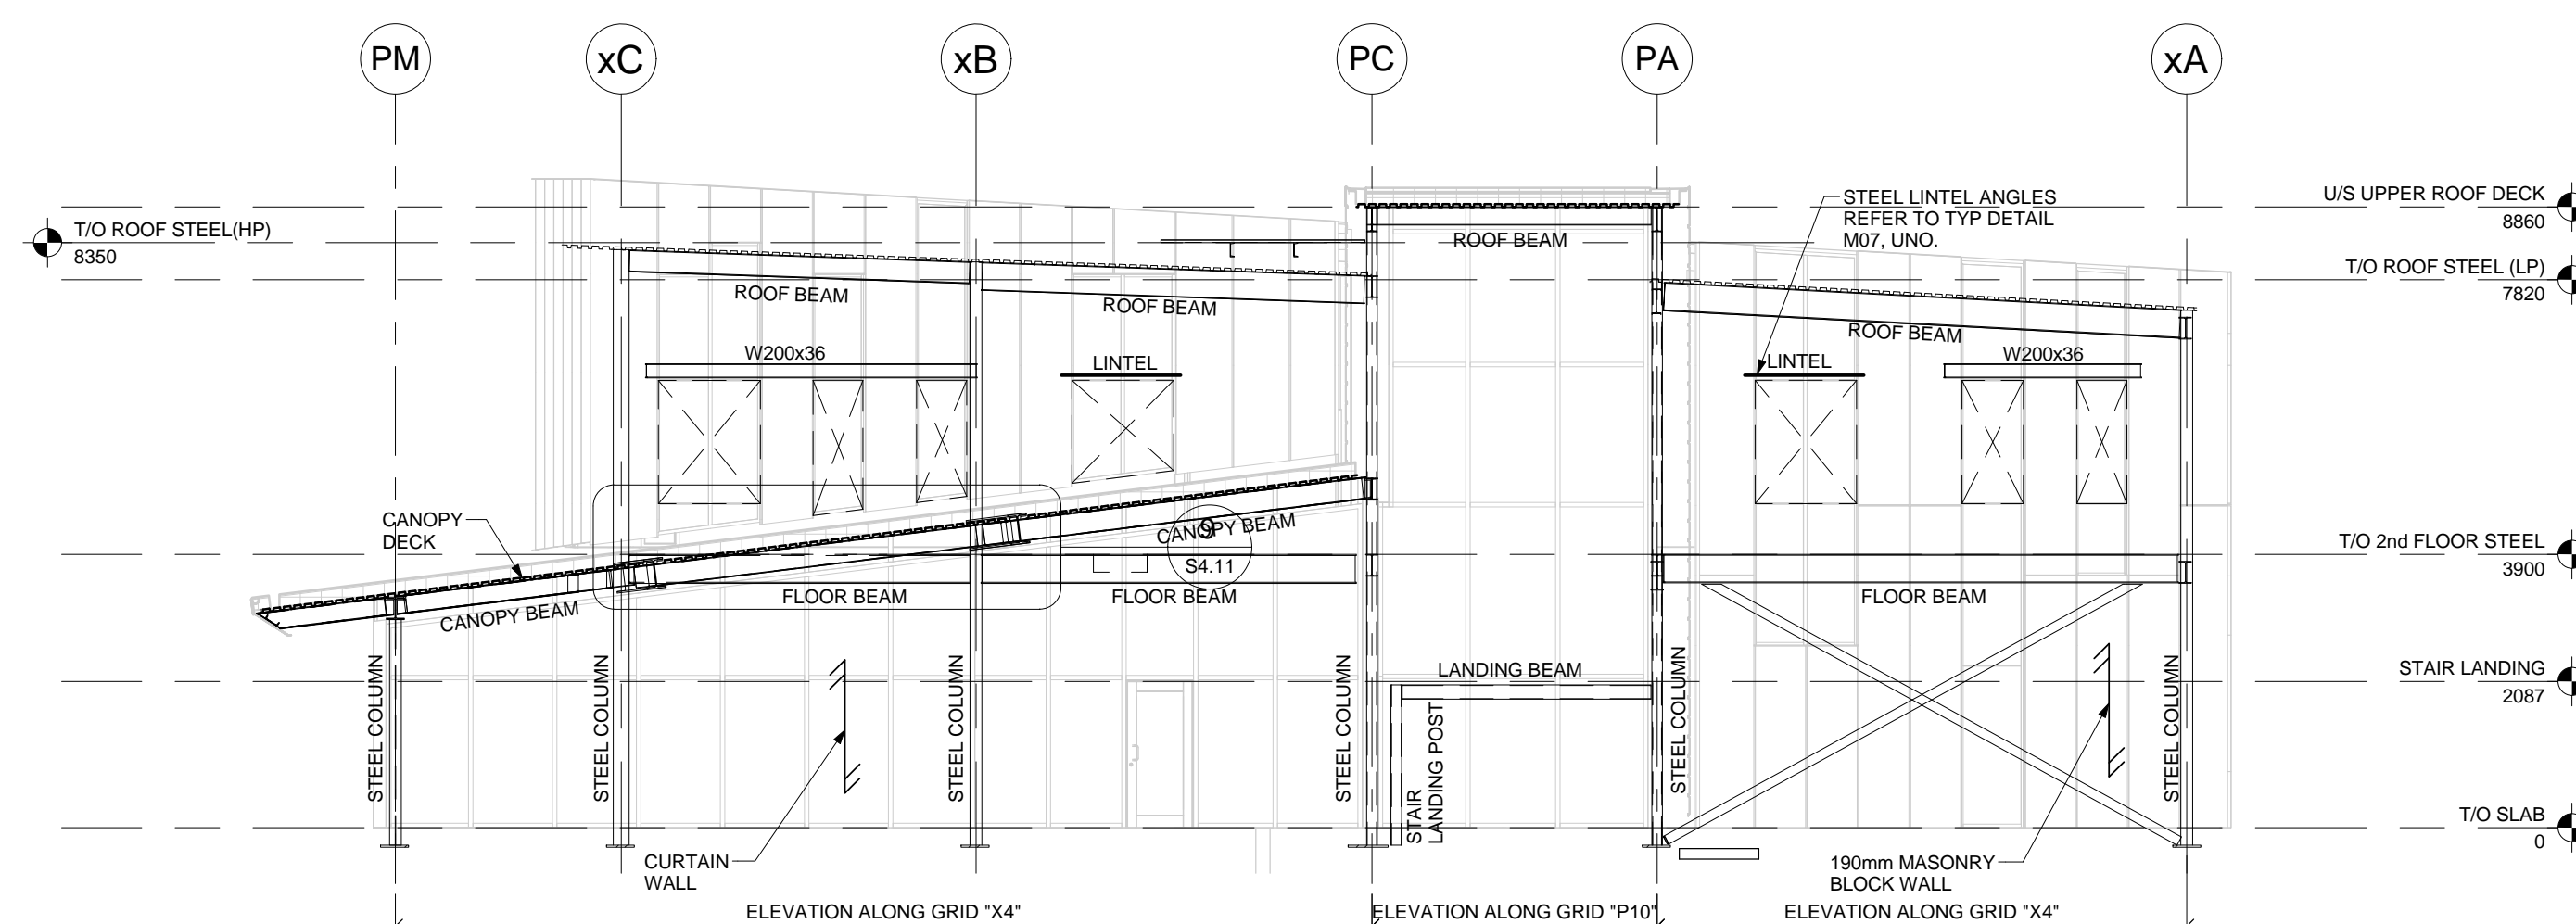 PM
xC
xB
PC
PA
xA
T/O ROOF STEEL(HP)
8350
STEEL LINTEL ANGLES
REFER TO TYP DETAIL
M07, UNO.
U/S UPPER ROOF DECK
8860
T/O ROOF STEEL (LP)
7820
ROOF BEAM
ROOF BEAM
ROOF BEAM
ROOF BEAM
W200x36
LINTEL
LINTEL
W200x36
CANOPY
DECK
CANOPY BEAM
9
S4.11
T/O 2nd FLOOR STEEL
3900
FLOOR BEAM
FLOOR BEAM
FLOOR BEAM
CANOPY BEAM
STEEL COLUMN
STEEL COLUMN
STEEL COLUMN
STEEL COLUMN
STEEL COLUMN
STEEL COLUMN
LANDING BEAM
STAIR
LANDING POST
STAIR LANDING
2087
T/O SLAB
0
CURTAIN
WALL
190mm MASONRY
BLOCK WALL
ELEVATION ALONG GRID "X4"
ELEVATION ALONG GRID "P10"
ELEVATION ALONG GRID "X4"